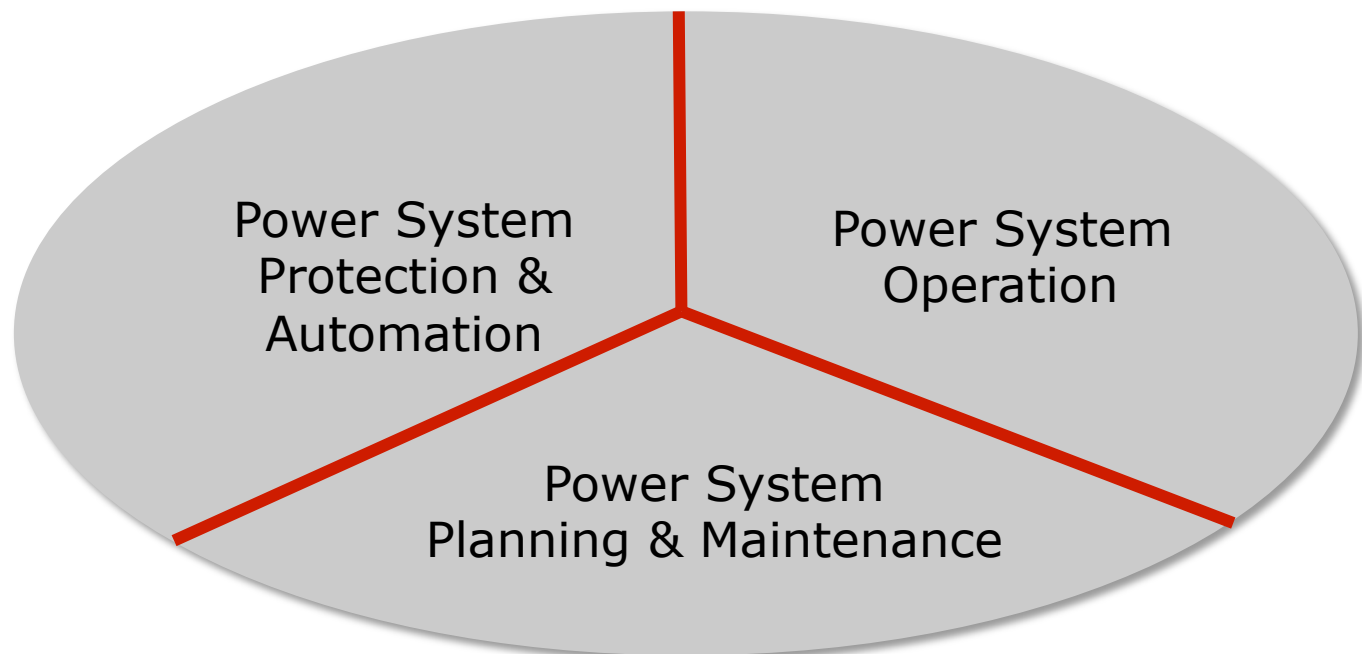 Power System
Protection &
Automation
Power System
Operation
Power System
Planning & Maintenance